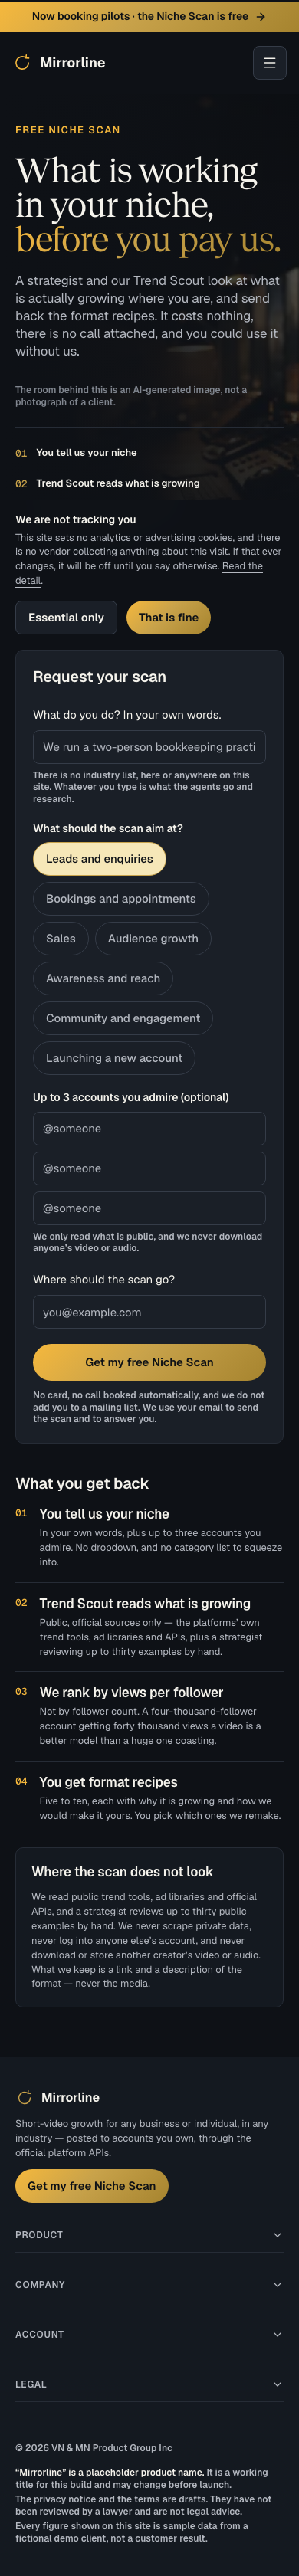 Now booking pilots · the Niche Scan is free →
Mirrorline
FREE NICHE SCAN
What is working
in your niche,
before you pay us.
A strategist and our Trend Scout look at what
is actually growing where you are, and send
back the format recipes. It costs nothing,
there is no call attached, and you could use it
without us.
The room behind this is an AI-generated image, not a
photograph of a client.
01 You tell us your niche
02 Trend Scout reads what is growing
We are not tracking you
This site sets no analytics or advertising cookies, and there
is no vendor collecting anything about this visit. If that ever
changes, it will be off until you say otherwise. Read the
detail.
Essential only
That is fine
Request your scan
What do you do? In your own words.
We run a two-person bookkeeping practi
There is no industry list, here or anywhere on this
site. Whatever you type is what the agents go and
research.
What should the scan aim at?
Leads and enquiries
Bookings and appointments
Sales
Audience growth
Awareness and reach
Community and engagement
Launching a new account
Up to 3 accounts you admire (optional)
@someone
@someone
@someone
We only read what is public, and we never download
anyone's video or audio.
Where should the scan go?
you@example.com
Get my free Niche Scan
No card, no call booked automatically, and we do not
add you to a mailing list. We use your email to send
the scan and to answer you.
What you get back
01 You tell us your niche
In your own words, plus up to three accounts you
admire. No dropdown, and no category list to squeeze
into.
02 Trend Scout reads what is growing
Public, official sources only — the platforms' own
trend tools, ad libraries and APIs, plus a strategist
reviewing up to thirty examples by hand.
03 We rank by views per follower
Not by follower count. A four-thousand-follower
account getting forty thousand views a video is a
better model than a huge one coasting.
04 You get format recipes
Five to ten, each with why it is growing and how we
would make it yours. You pick which ones we remake.
Where the scan does not look
We read public trend tools, ad libraries and official
APIs, and a strategist reviews up to thirty public
examples by hand. We never scrape private data,
never log into anyone else's account, and never
download or store another creator's video or audio.
What we keep is a link and a description of the
format — never the media.
Mirrorline
Short-video growth for any business or individual, in any
industry — posted to accounts you own, through the
official platform APIs.
Get my free Niche Scan
PRODUCT
COMPANY
ACCOUNT
LEGAL
© 2026 VN & MN Product Group Inc
“Mirrorline” is a placeholder product name. It is a working
title for this build and may change before launch.
The privacy notice and the terms are drafts. They have not
been reviewed by a lawyer and are not legal advice.
Every figure shown on this site is sample data from a
fictional demo client, not a customer result.